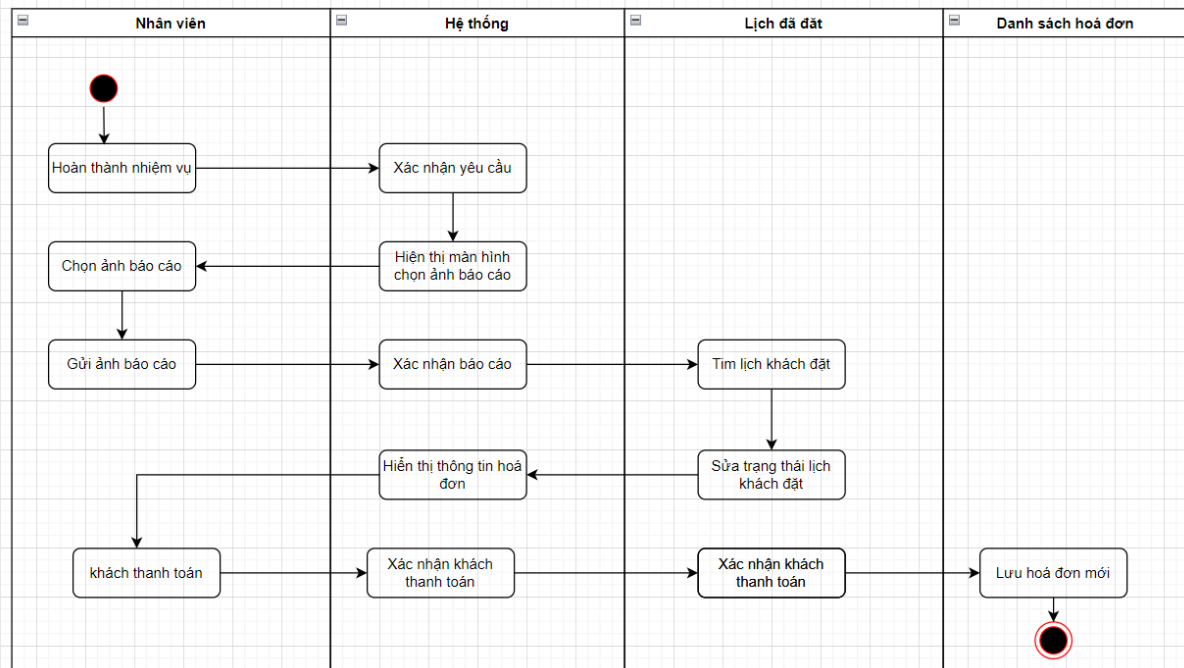 Nhân viên
Hệ thống
Lịch đã đăt
Danh sách hoá đơn
Hoàn thành nhiệm vụ
Xác nhận yêu cầu
Chọn ảnh báo cáo
Hiện thị màn hình
chọn ảnh báo cáo
Gửi ảnh báo cáo
Xác nhận báo cáo
Tim lịch khách đặt
Hiển thị thông tin hoá
đơn
Sửa trạng thái lịch
khách đặt
khách thanh toán
Xác nhận khách
thanh toán
Xác nhận khách
thanh toán
Lưu hoá đơn mới